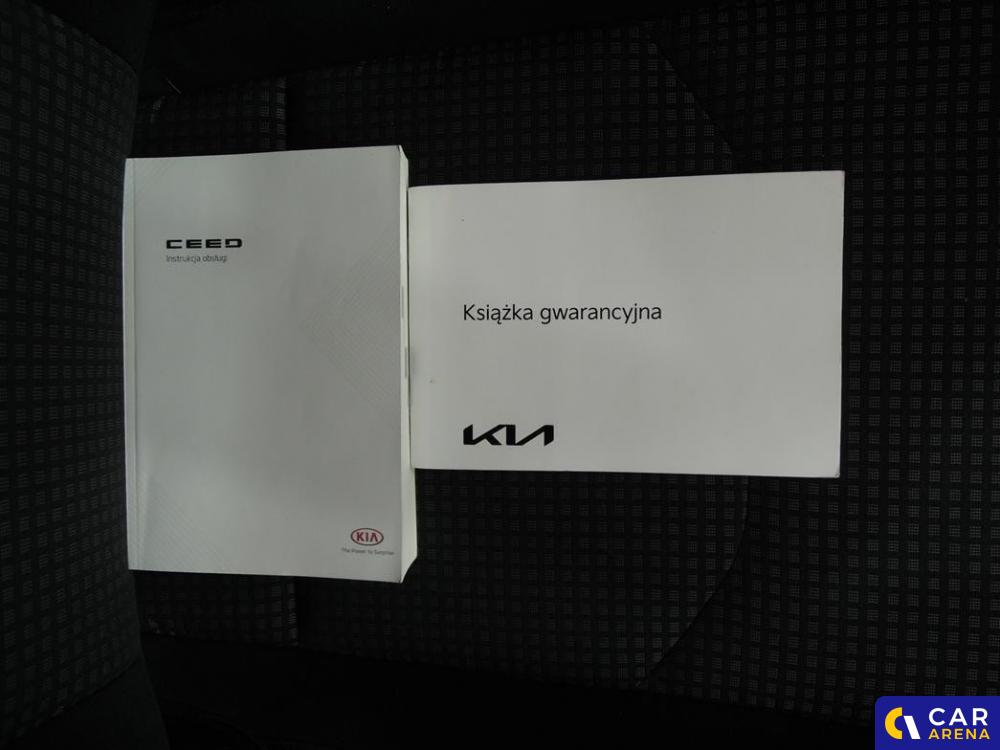 CEED
Instrukcja obsługi
KIA
The Power to Surprise
Książka gwarancyjna
KIA
CAR
ARENA